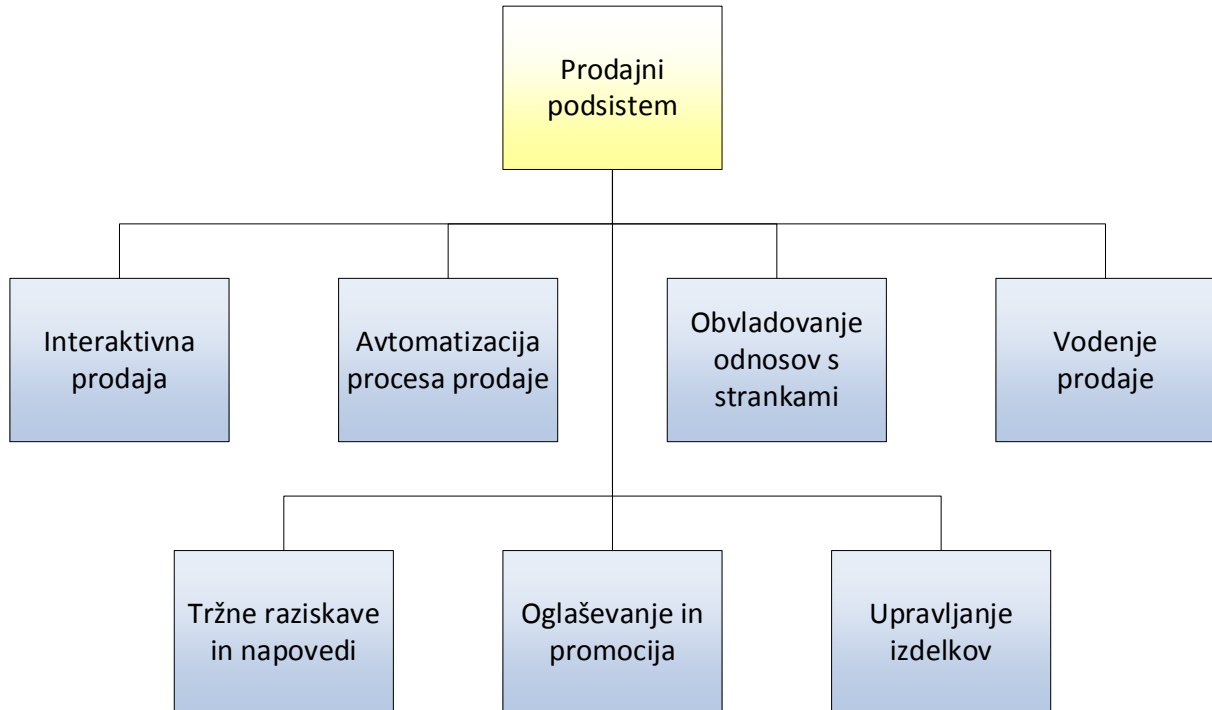 Prodajni
podsistem
Interaktivna
prodaja
Avtomatizacija
procesa prodaje
Obvladovanje
odnosov s
strankami
Vodenje
prodaje
Tržne raziskave
in napovedi
Oglaševanje in
promocija
Upravljanje
izdelkov